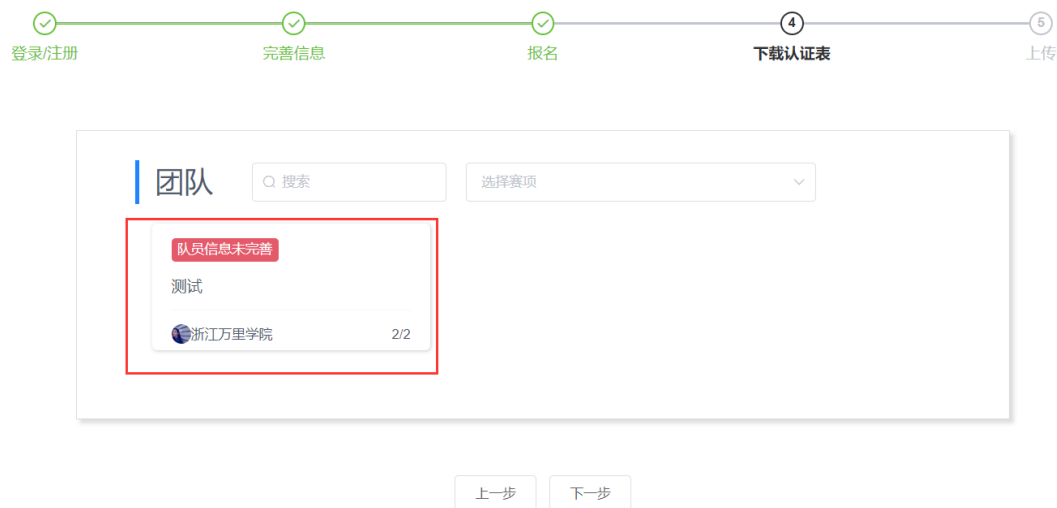 4 5
登录/注册 完善信息 报名 下载认证表 上传
团队 搜索 选择赛项
队员信息未完善
测试
浙江万里学院 2/2
上一步 下一步